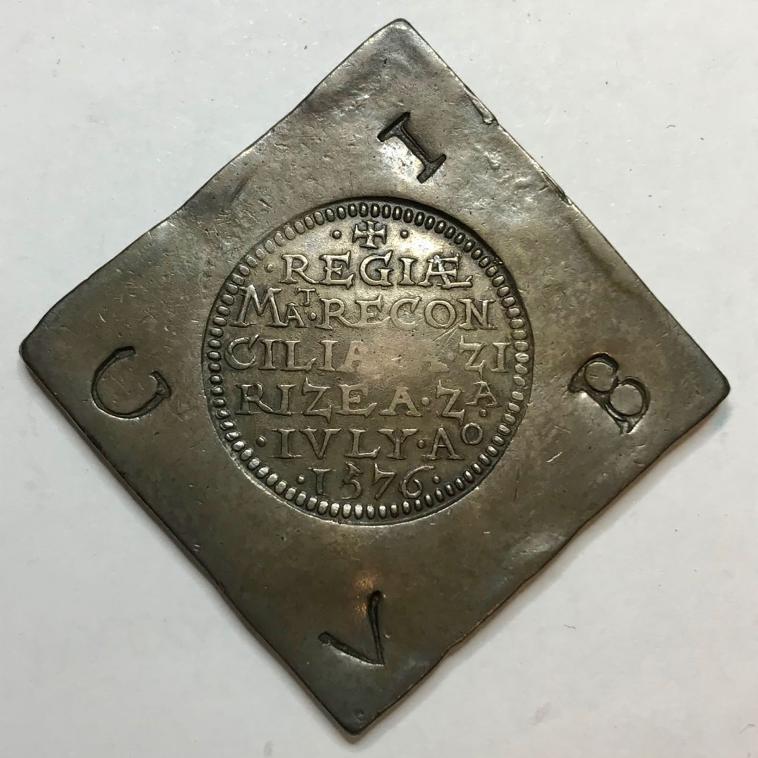 I
✠
·REGIÆ
MAT·RECON
CILIA ZI
RIZEA·ZA·
·IVLY·Aº
·1576·
G
B
V